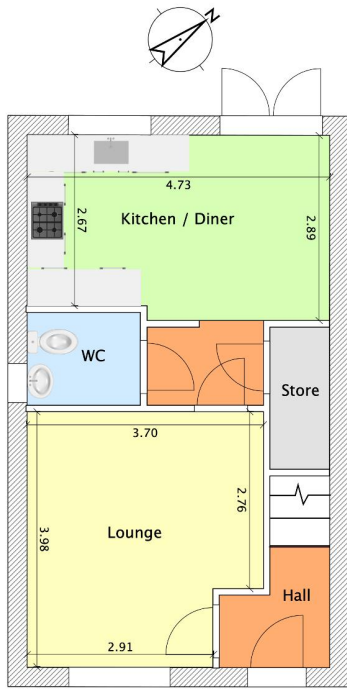 N
4.73
2.67
Kitchen / Diner
2.89
WC
Store
3.70
2.76
3.98
Lounge
Hall
2.91